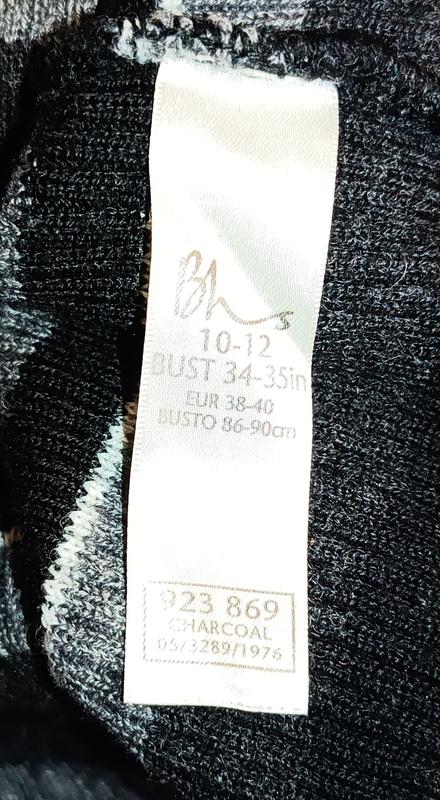 Bhs
10-12
BUST 34-35in
EUR 38-40
BUSTO 86-90cm
923 869
CHARCOAL
05/3289/1976